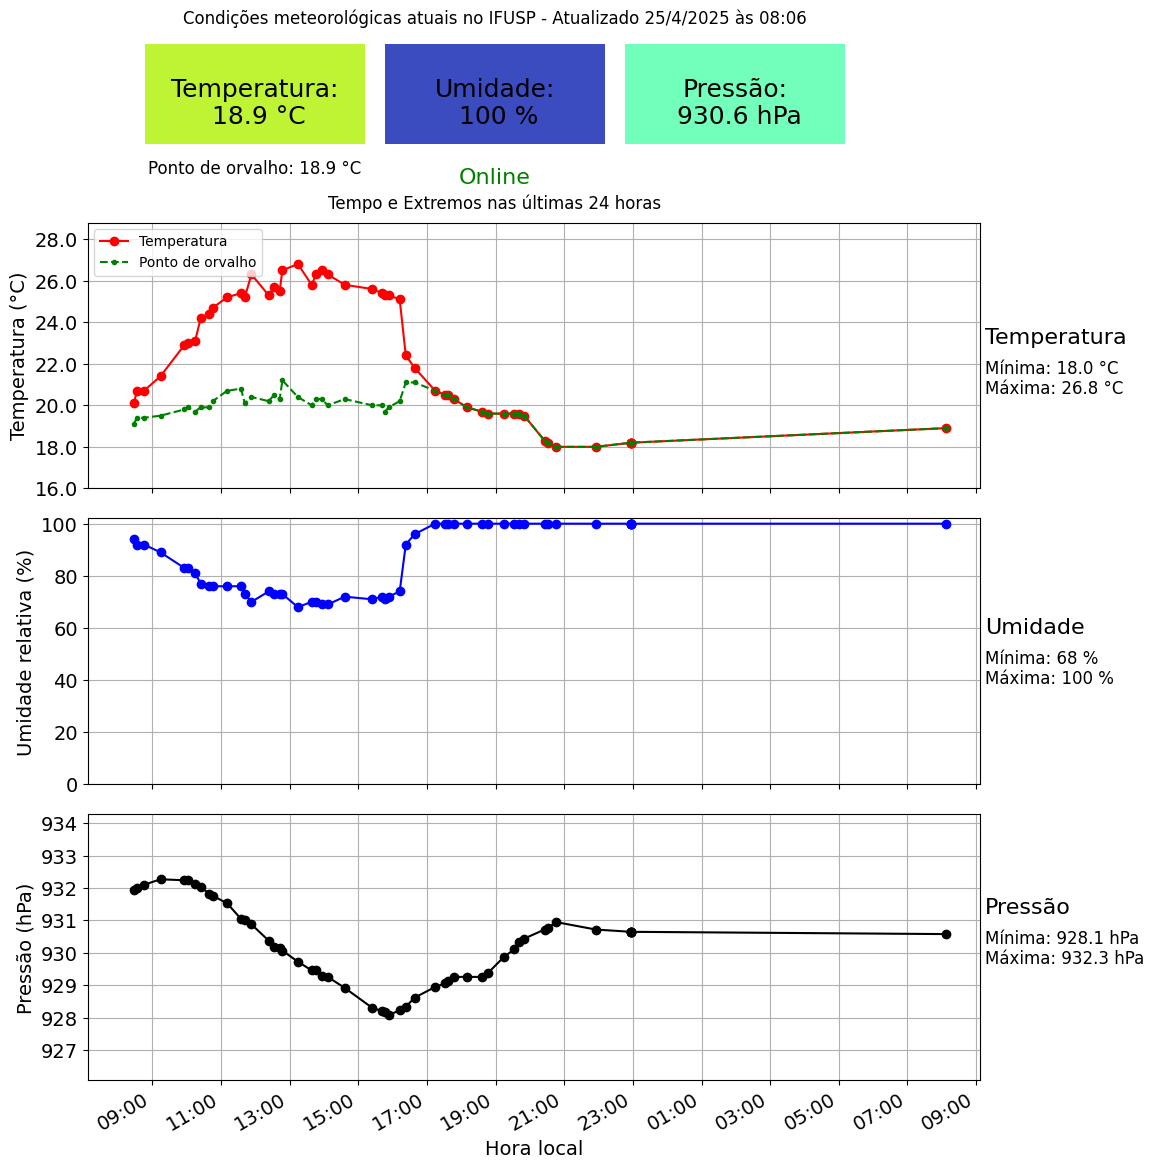 Condições meteorológicas atuais no IFUSP - Atualizado 25/4/2025 às 08:06
Temperatura:
18.9 °C
Umidade:
100 %
Pressão:
930.6 hPa
Ponto de orvalho: 18.9 °C
Online
Tempo e Extremos nas últimas 24 horas
Temperatura
Ponto de orvalho
Temperatura (°C)
28.0
26.0
24.0
22.0
20.0
18.0
16.0
Temperatura
Mínima: 18.0 °C
Máxima: 26.8 °C
Umidade relativa (%)
100
80
60
40
20
0
Umidade
Mínima: 68 %
Máxima: 100 %
Pressão (hPa)
934
933
932
931
930
929
928
927
Pressão
Mínima: 928.1 hPa
Máxima: 932.3 hPa
09:00 11:00 13:00 15:00 17:00 19:00 21:00 23:00 01:00 03:00 05:00 07:00 09:00
Hora local